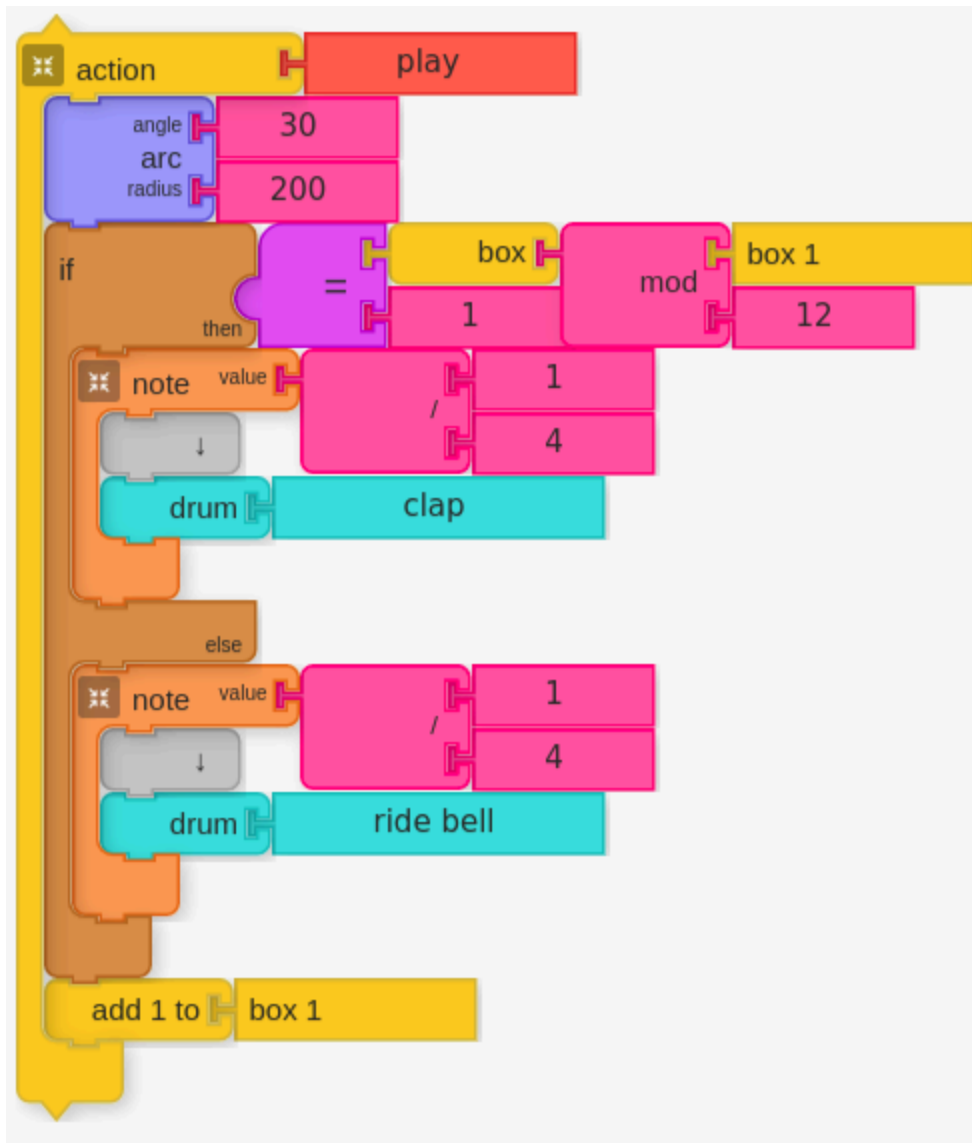 action play
angle 30
arc
radius 200
if = box mod box 1
1 12
then
note value / 1
4
↓
drum clap
else
note value / 1
4
↓
drum ride bell
add 1 to box 1